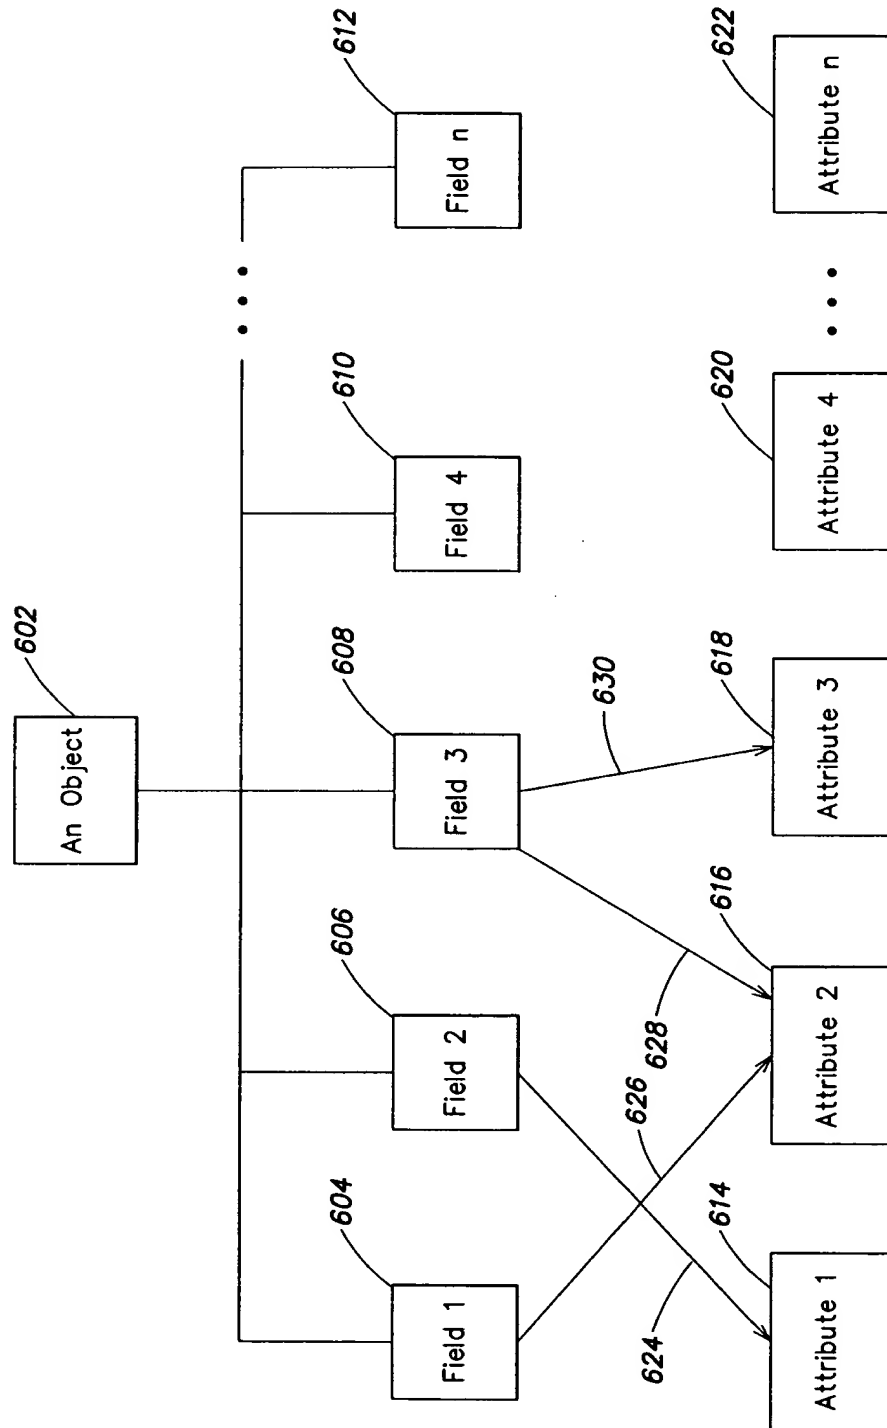 An Object
602
Field 1
604
Field 2
606
Field 3
608
Field 4
610
Field n
612
624
626
628
630
Attribute 1
614
Attribute 2
616
Attribute 3
618
Attribute 4
620
Attribute n
622